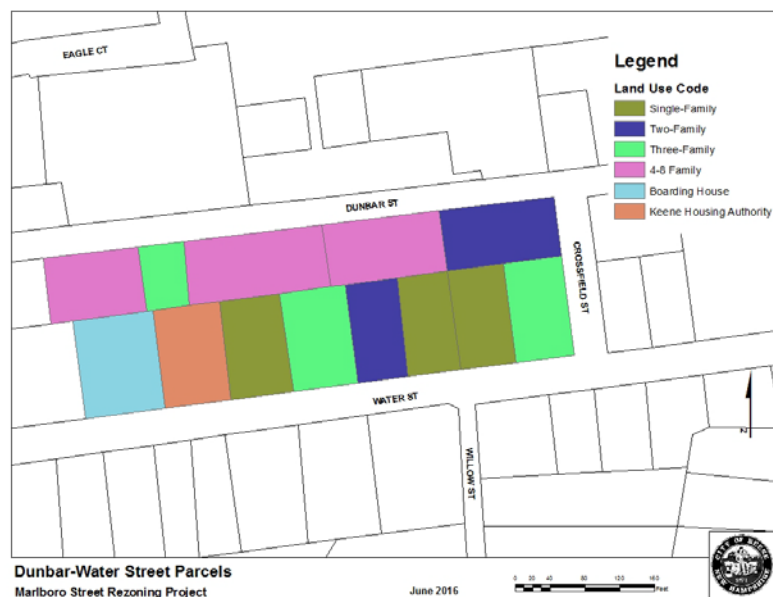 EAGLE CT
Legend
Land Use Code
Single-Family
Two-Family
Three-Family
4-8 Family
Boarding House
Keene Housing Authority
DUNBAR ST
CROSSFIELD ST
WATER ST
WILLOW ST
Z
Dunbar-Water Street Parcels
Marlboro Street Rezoning Project
June 2016
0 20 40 80 120 160
Feet
CITY OF KEENE
NEW HAMPSHIRE